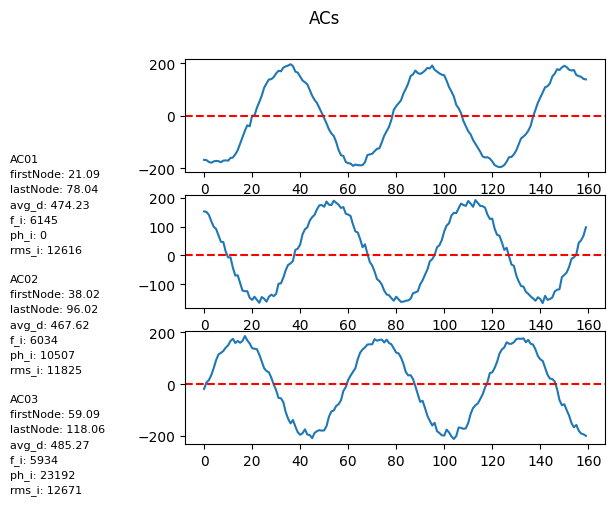 ACs
200
0
−200
0 20 40 60 80 100 120 140 160
200
100
0
−100
0 20 40 60 80 100 120 140 160
200
0
−200
0 20 40 60 80 100 120 140 160
AC01
firstNode: 21.09
lastNode: 78.04
avg_d: 474.23
f_i: 6145
ph_i: 0
rms_i: 12616
AC02
firstNode: 38.02
lastNode: 96.02
avg_d: 467.62
f_i: 6034
ph_i: 10507
rms_i: 11825
AC03
firstNode: 59.09
lastNode: 118.06
avg_d: 485.27
f_i: 5934
ph_i: 23192
rms_i: 12671